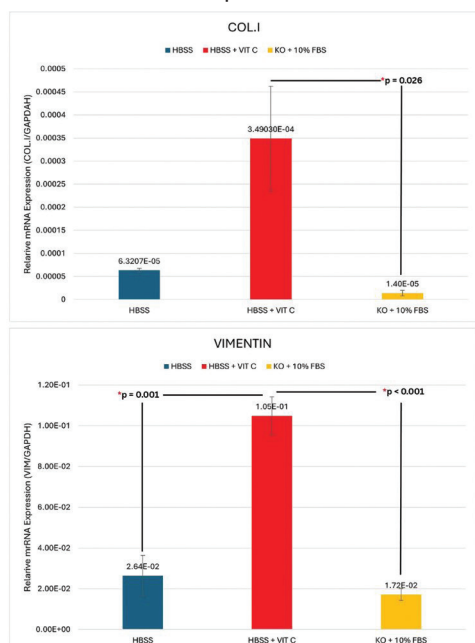 COL.I
HBSS HBSS + VIT C KO + 10% FBS
Relarive mRNA Expression (COL.I/GAPDAH)
0.0005
0.00045
0.0004
0.00035
0.0003
0.00025
0.0002
0.00015
0.0001
0.00005
0
*p = 0.026
3.49030E-04
6.3207E-05
1.40E-05
HBSS HBSS + VIT C KO + 10% FBS
VIMENTIN
HBSS HBSS + VIT C KO + 10% FBS
Relarive mrRNA Expression (VIM/GAPDH)
1.20E-01
1.00E-01
8.00E-02
6.00E-02
4.00E-02
2.00E-02
0.00E+00
*p = 0.001
*p < 0.001
1.05E-01
2.64E-02
1.72E-02
HBSS HBSS + VIT C KO + 10% FBS